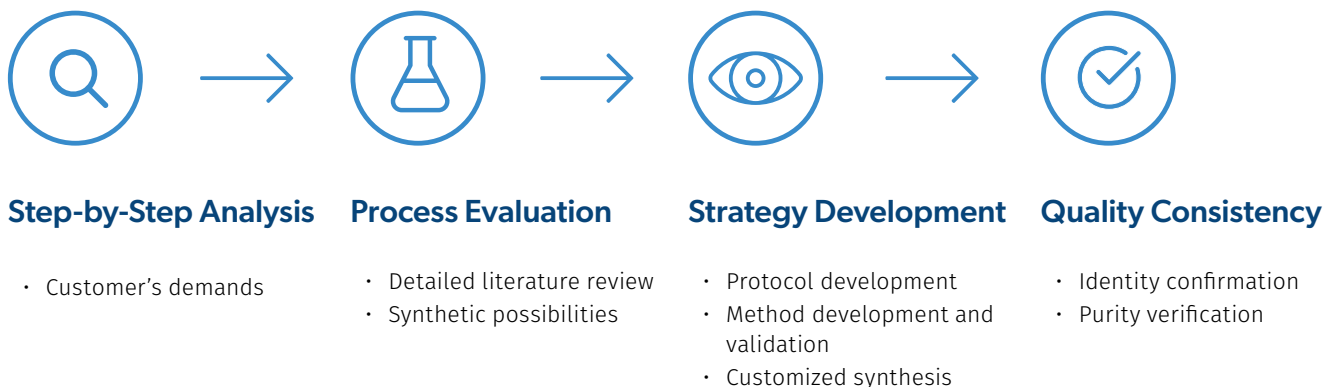 Step-by-Step Analysis
• Customer’s demands
Process Evaluation
• Detailed literature review
• Synthetic possibilities
Strategy Development
• Protocol development
• Method development and
validation
• Customized synthesis
Quality Consistency
• Identity confirmation
• Purity verification